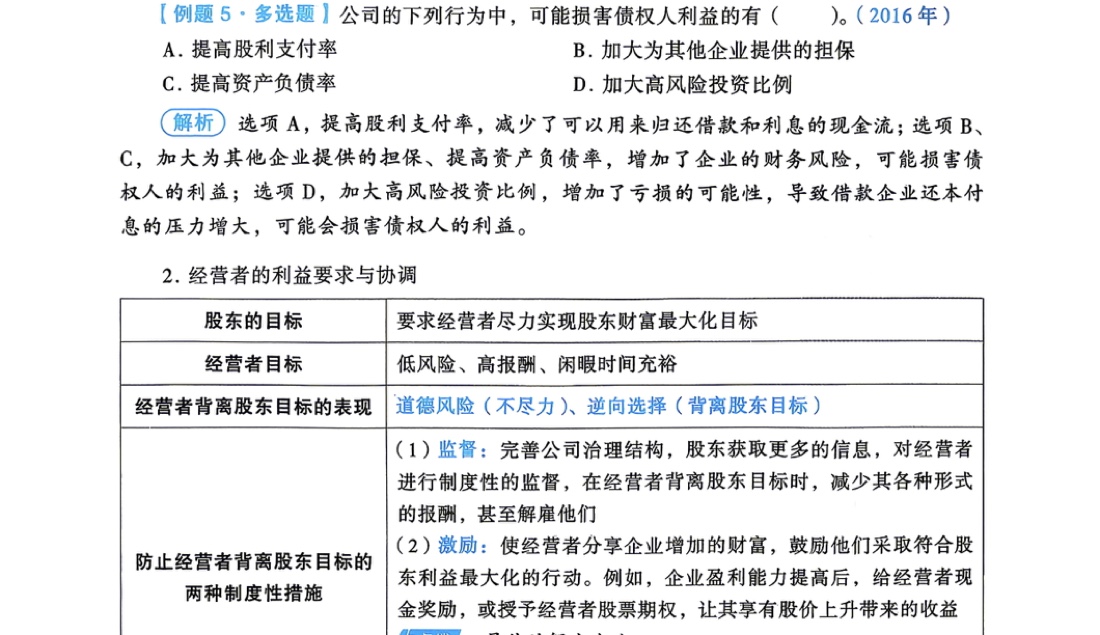 【例题 5·多选题】公司的下列行为中，可能损害债权人利益的有（　　）。（2016 年）
A. 提高股利支付率　B. 加大为其他企业提供的担保
C. 提高资产负债率　D. 加大高风险投资比例
解析 选项 A，提高股利支付率，减少了可以用来归还借款和利息的现金流；选项 B、
C，加大为其他企业提供的担保、提高资产负债率，增加了企业的财务风险，可能损害债
权人的利益；选项 D，加大高风险投资比例，增加了亏损的可能性，导致借款企业还本付
息的压力增大，可能会损害债权人的利益。
2. 经营者的利益要求与协调
股东的目标　要求经营者尽力实现股东财富最大化目标
经营者目标　低风险、高报酬、闲暇时间充裕
经营者背离股东目标的表现　道德风险（不尽力）、逆向选择（背离股东目标）
防止经营者背离股东目标的
两种制度性措施
（1）监督：完善公司治理结构，股东获取更多的信息，对经营者
进行制度性的监督，在经营者背离股东目标时，减少其各种形式
的报酬，甚至解雇他们
（2）激励：使经营者分享企业增加的财富，鼓励他们采取符合股
东利益最大化的行动。例如，企业盈利能力提高后，给经营者现
金奖励，或授予经营者股票期权，让其享有股价上升带来的收益